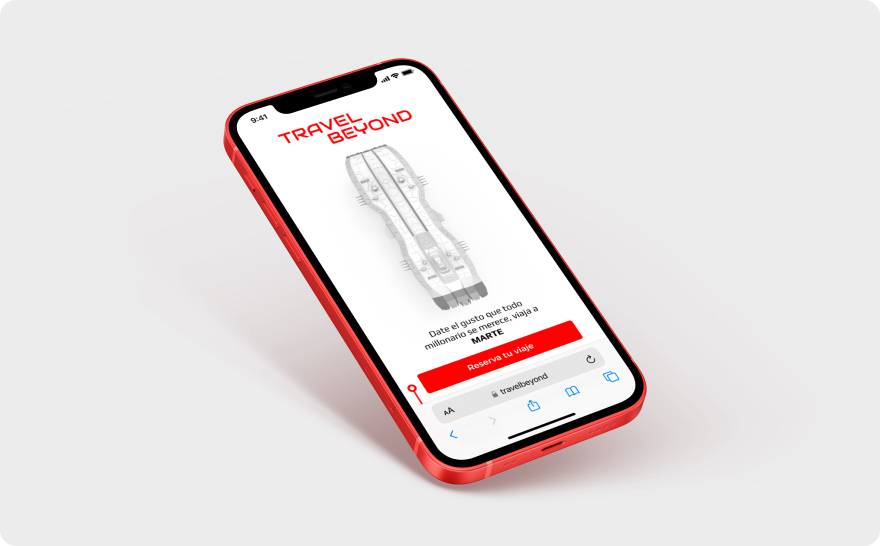 9:41
TRAVEL
BEYOND
Date el gusto que todo
millonario se merece, viaja a
MARTE
Reserva tu viaje
AA
travelbeyond